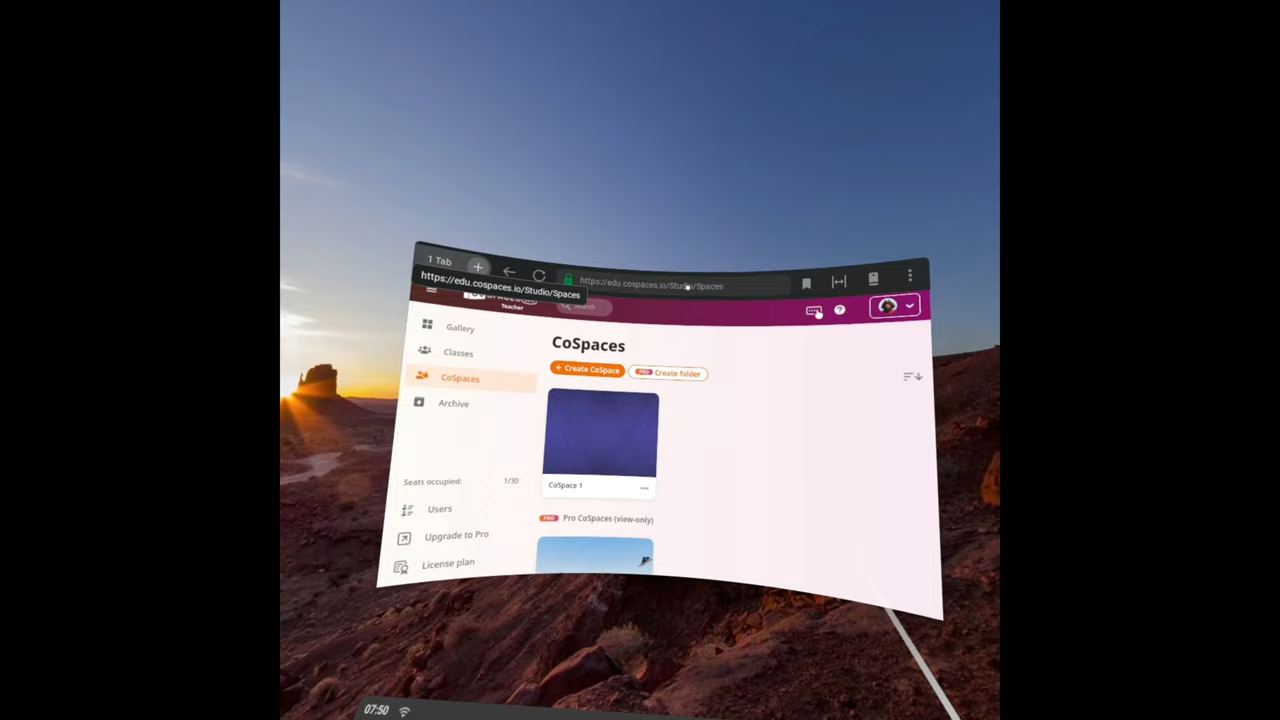 1 Tab
https://edu.cospaces.io/Studio/Spaces
https://edu.cospaces.io/Studio/Spaces
Teacher
Search
Gallery
Classes
CoSpaces
Archive
Seats occupied: 1/30
Users
Upgrade to Pro
License plan
CoSpaces
+ Create CoSpace
PRO Create folder
CoSpace 1
PRO Pro CoSpaces (view-only)
07:50